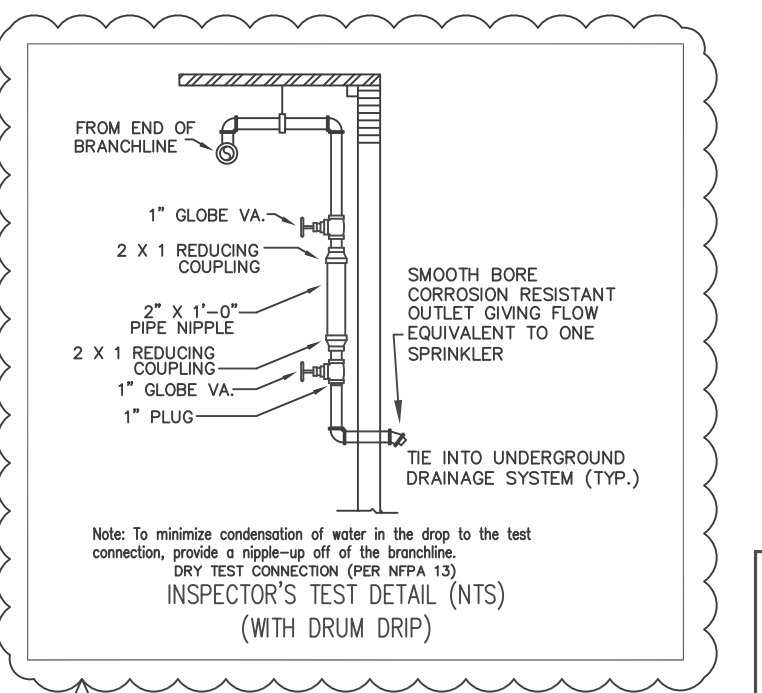 FROM END OF
BRANCHLINE
1" GLOBE VA.
2 X 1 REDUCING
COUPLING
2" X 1'-0"
PIPE NIPPLE
2 X 1 REDUCING
COUPLING
1" GLOBE VA.
1" PLUG
SMOOTH BORE
CORROSION RESISTANT
OUTLET GIVING FLOW
EQUIVALENT TO ONE
SPRINKLER
TIE INTO UNDERGROUND
DRAINAGE SYSTEM (TYP.)
Note: To minimize condensation of water in the drop to the test
connection, provide a nipple-up off of the branchline.
DRY TEST CONNECTION (PER NFPA 13)
INSPECTOR'S TEST DETAIL (NTS)
(WITH DRUM DRIP)